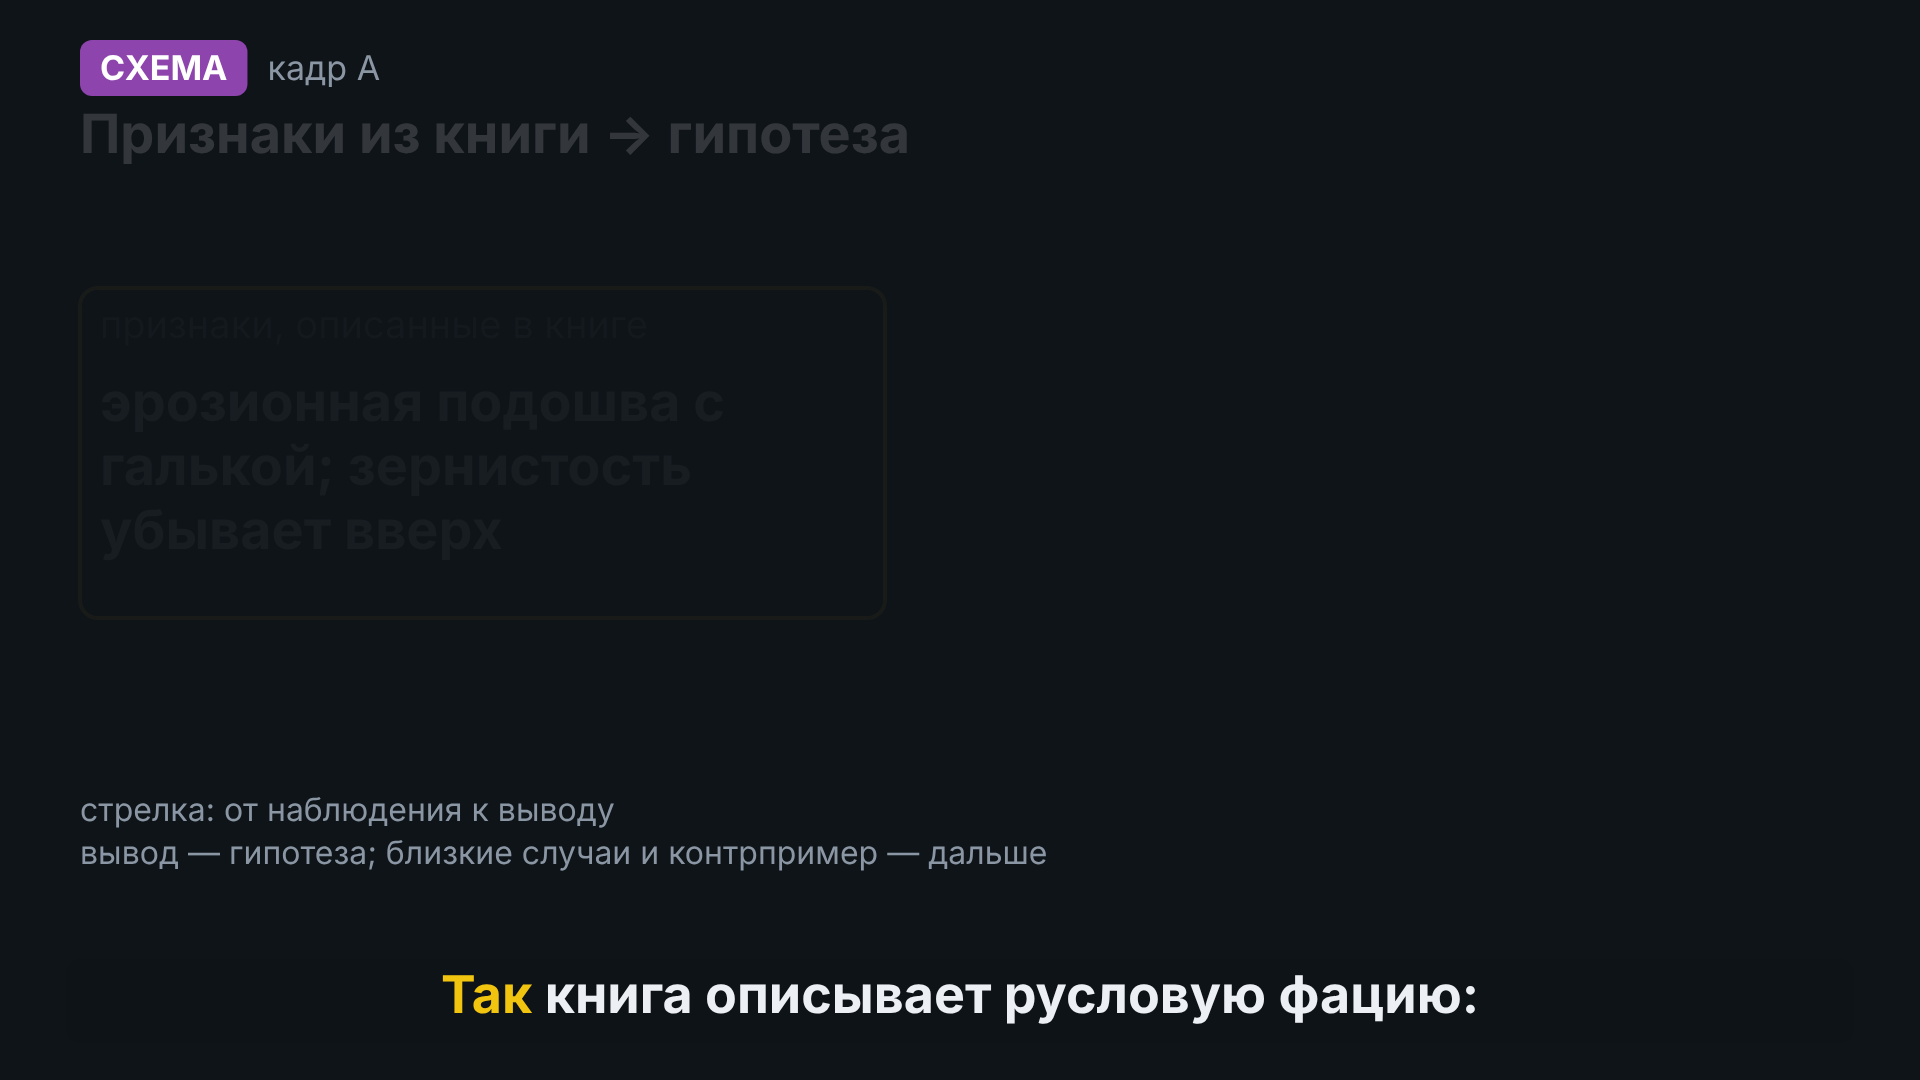 СХЕМА кадр А
Признаки из книги → гипотеза
признаки, описанные в книге
эрозионная подошва с
галькой; зернистость
убывает вверх
стрелка: от наблюдения к выводу
вывод — гипотеза; близкие случаи и контрпример — дальше
Так книга описывает русловую фацию: